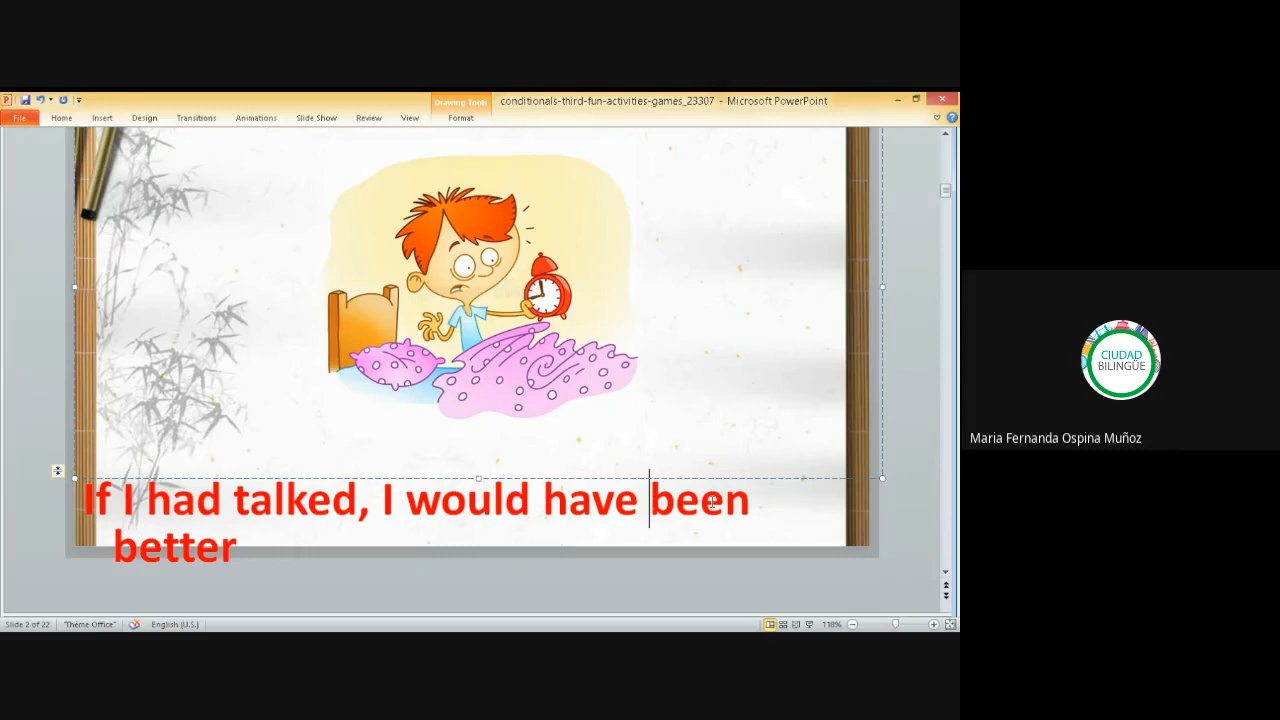 Drawing Tools
conditionals-third-fun-activities-games_23307 - Microsoft PowerPoint
File Home Insert Design Transitions Animations Slide Show Review View Format
If I had talked, I would have been
better
Slide 2 of 22 "Thème Office" English (U.S.) 118%
CIUDAD
BILINGÜE
Maria Fernanda Ospina Muñoz